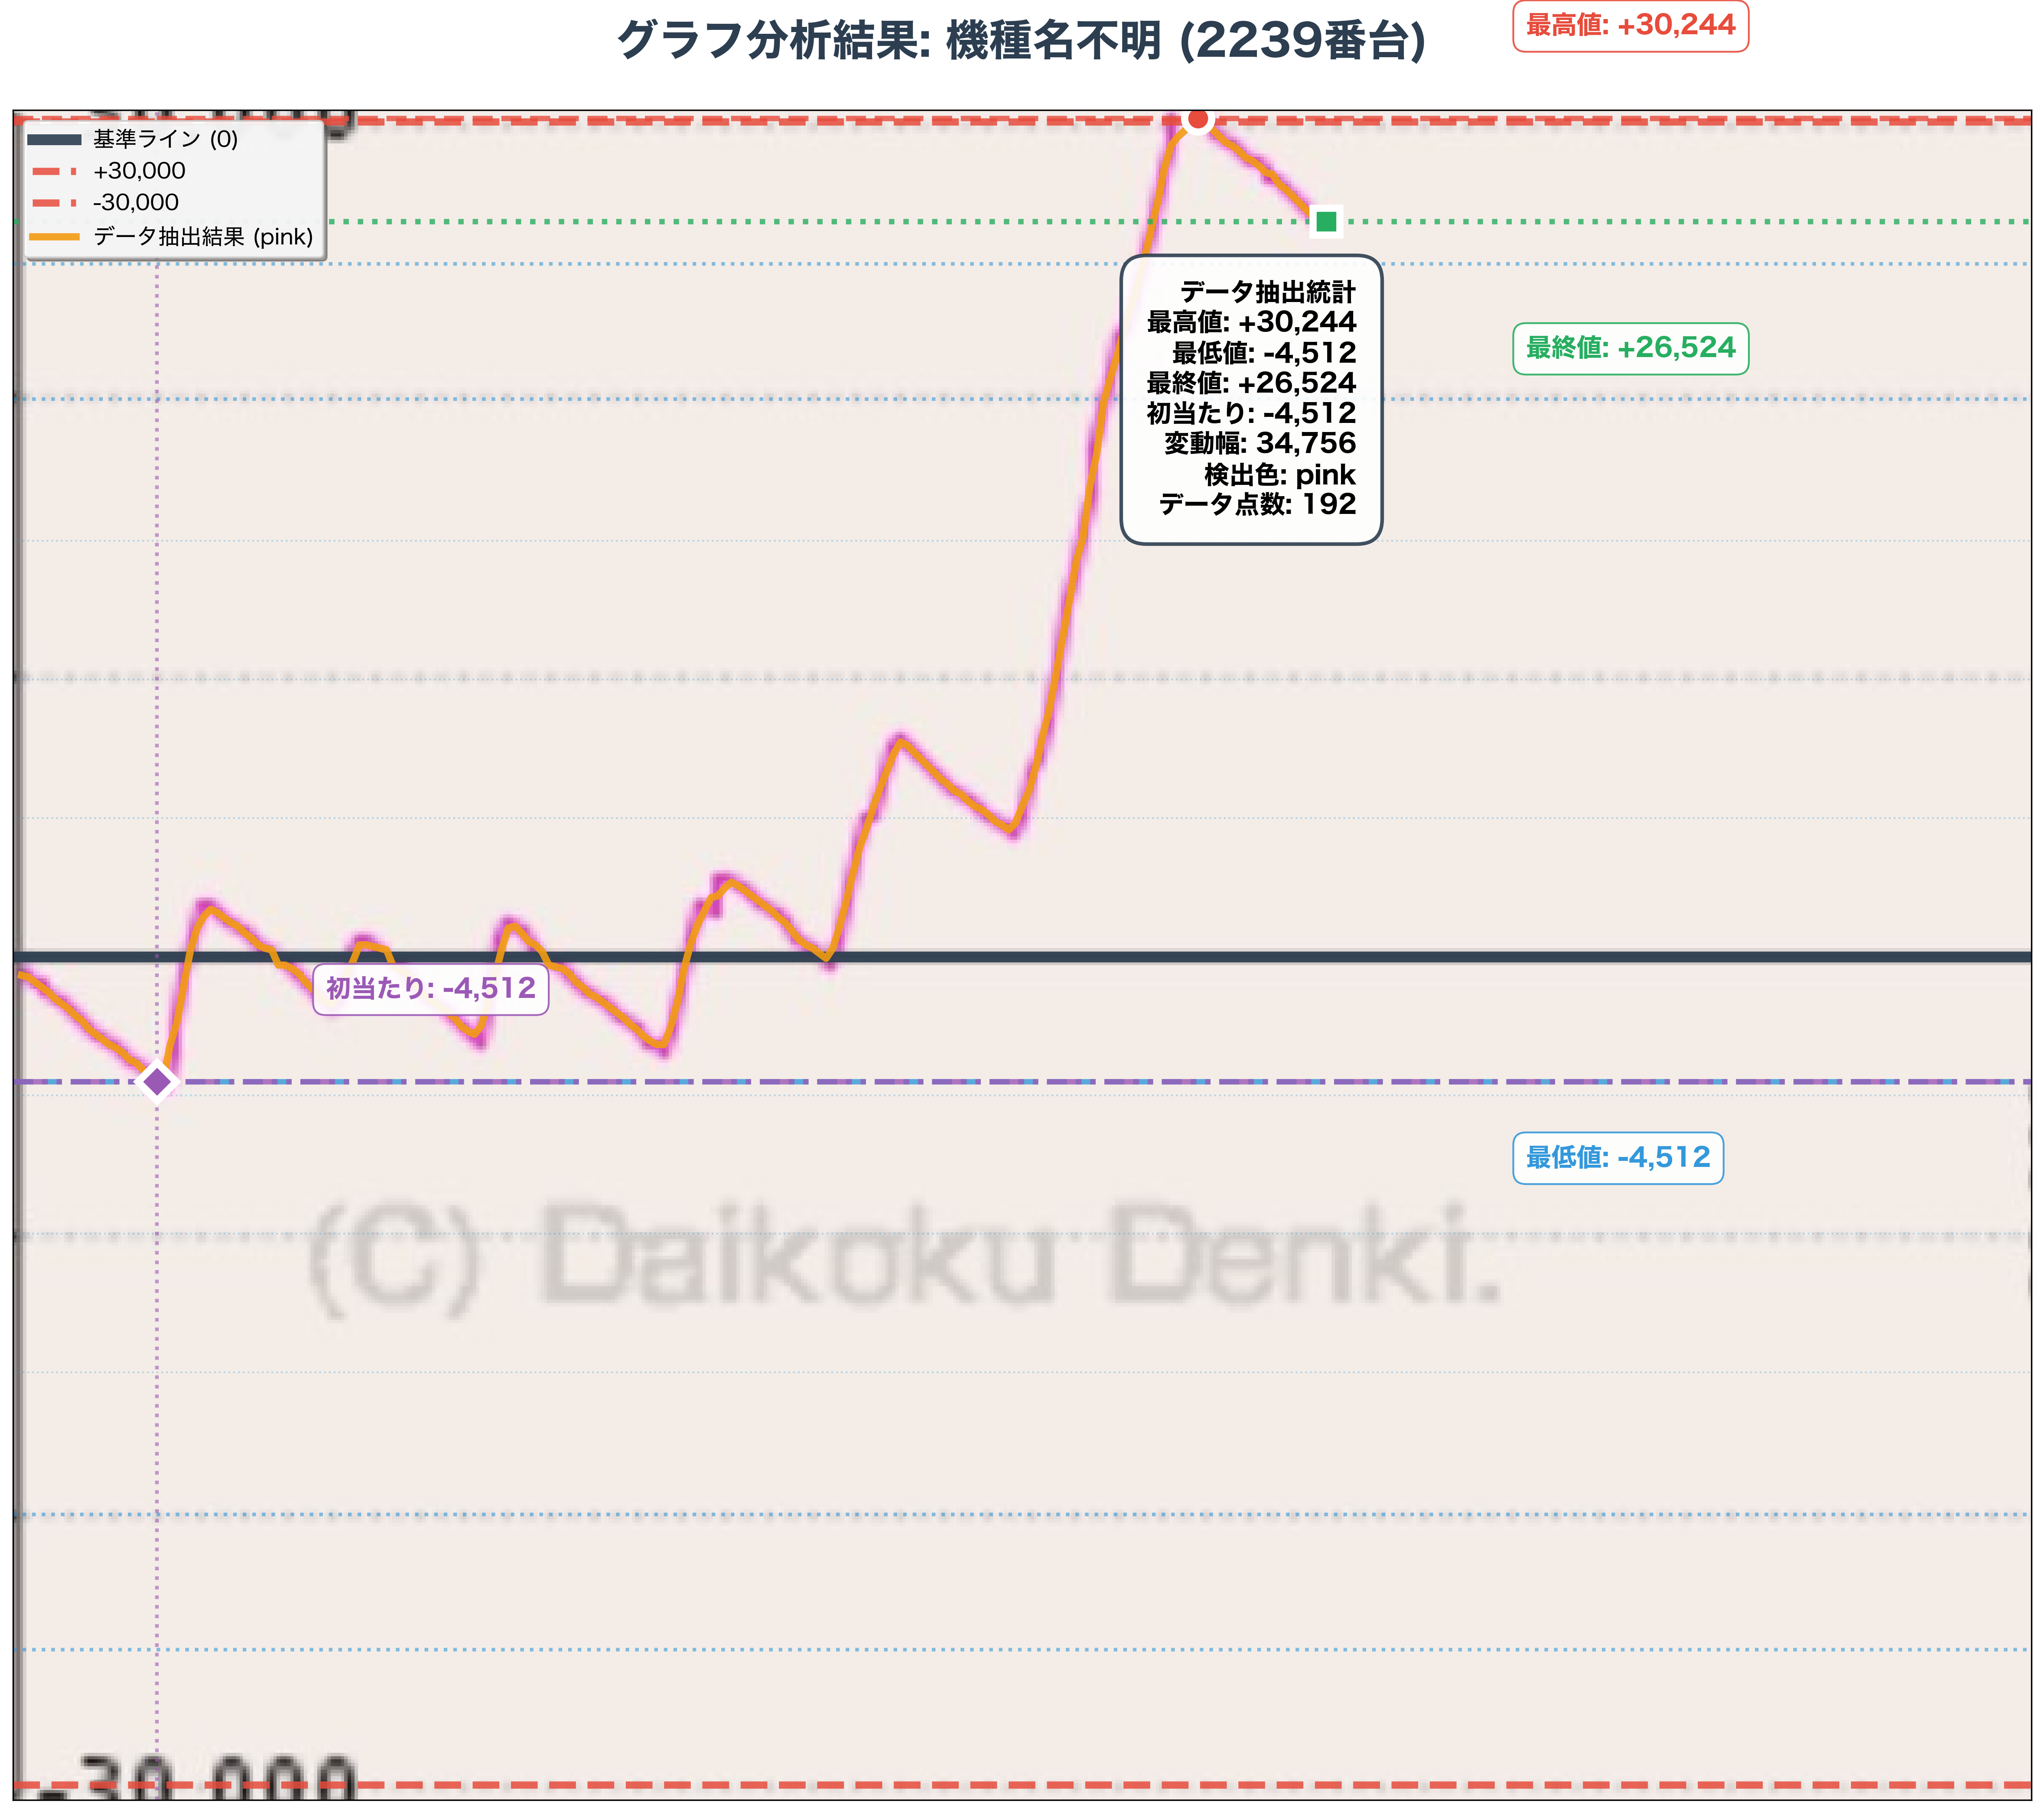 グラフ分析結果: 機種名不明 (2239番台)
最高値: +30,244
基準ライン (0)
+30,000
-30,000
データ抽出結果 (pink)
データ抽出統計
最高値: +30,244
最低値: -4,512
最終値: +26,524
初当たり: -4,512
変動幅: 34,756
検出色: pink
データ点数: 192
最終値: +26,524
初当たり: -4,512
最低値: -4,512
(C) Daikoku Denki.
-30,000